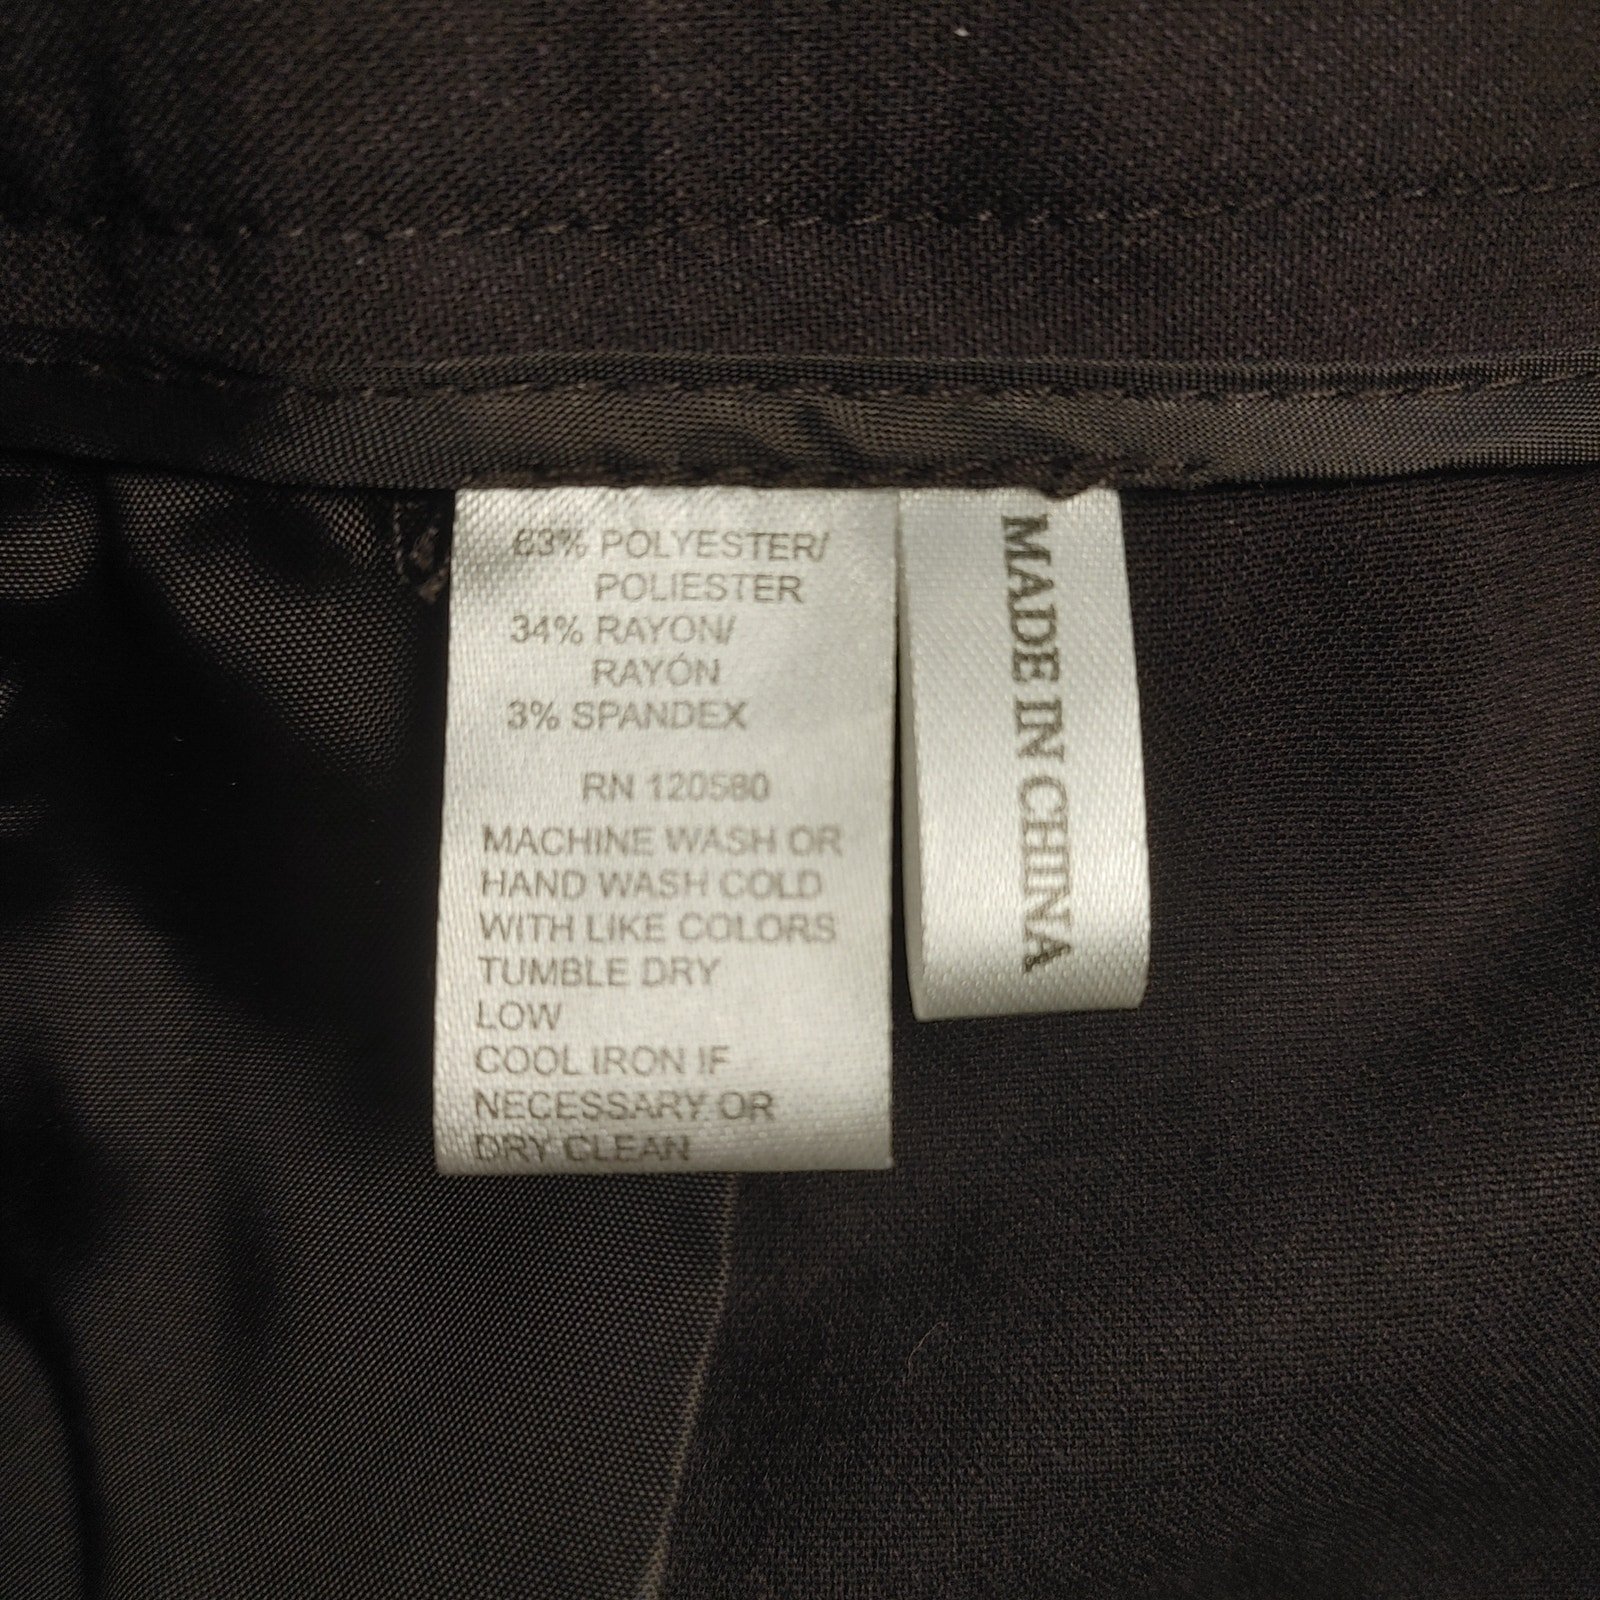 63% POLYESTER/
POLIESTER
34% RAYON/
RAYÓN
3% SPANDEX
RN 120580
MACHINE WASH OR
HAND WASH COLD
WITH LIKE COLORS
TUMBLE DRY
LOW
COOL IRON IF
NECESSARY OR
DRY CLEAN
MADE IN CHINA